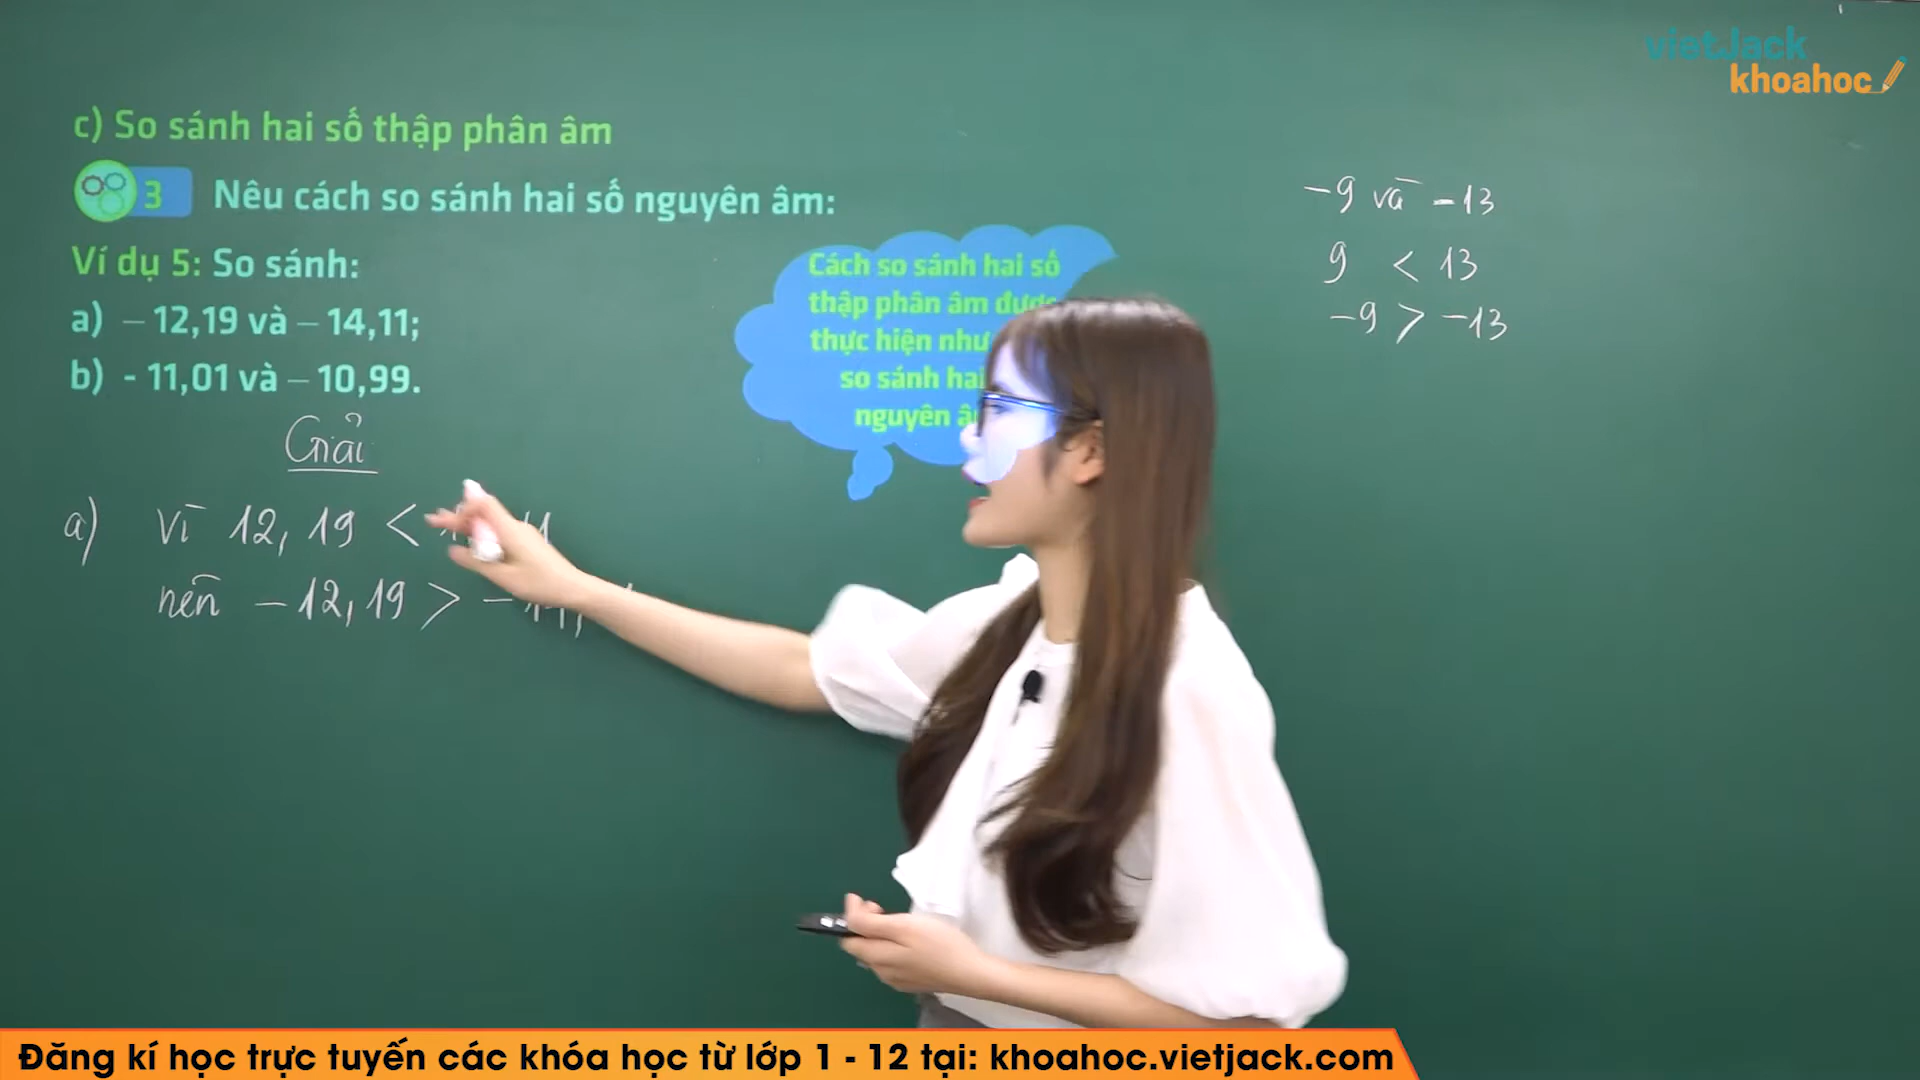 vietJack
khoahoc
c) So sánh hai số thập phân âm
3 Nêu cách so sánh hai số nguyên âm:
Ví dụ 5: So sánh:
a) – 12,19 và – 14,11;
b) - 11,01 và – 10,99.
Cách so sánh hai số
thập phân âm được
thực hiện như
so sánh hai
nguyên
Giải
a) Vì 12,19 <
nên – 12,19 > –
–9 và –13
9 < 13
–9 > –13
Đăng kí học trực tuyến các khóa học từ lớp 1 - 12 tại: khoahoc.vietjack.com